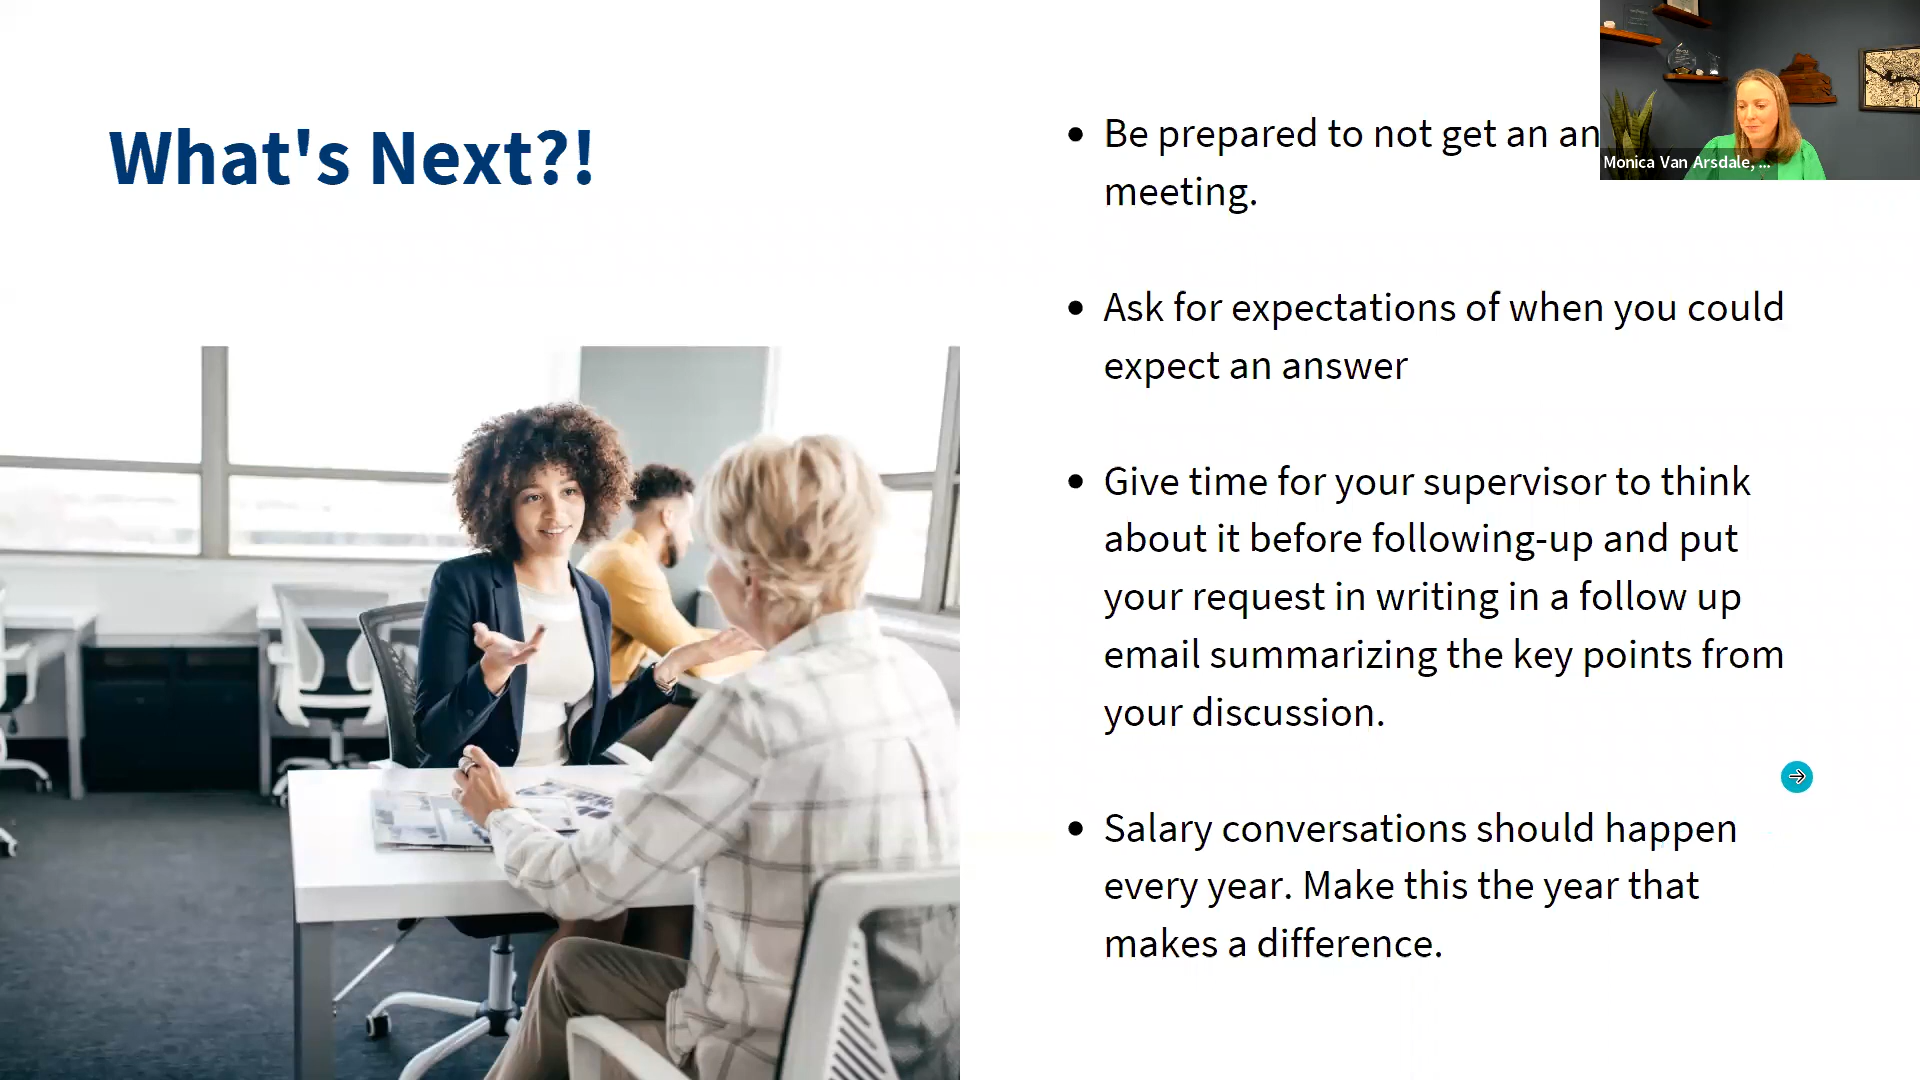 What's Next?!
Be prepared to not get an an
meeting.
Ask for expectations of when you could
expect an answer
Give time for your supervisor to think
about it before following-up and put
your request in writing in a follow up
email summarizing the key points from
your discussion.
Salary conversations should happen
every year. Make this the year that
makes a difference.
Monica Van Arsdale, ...